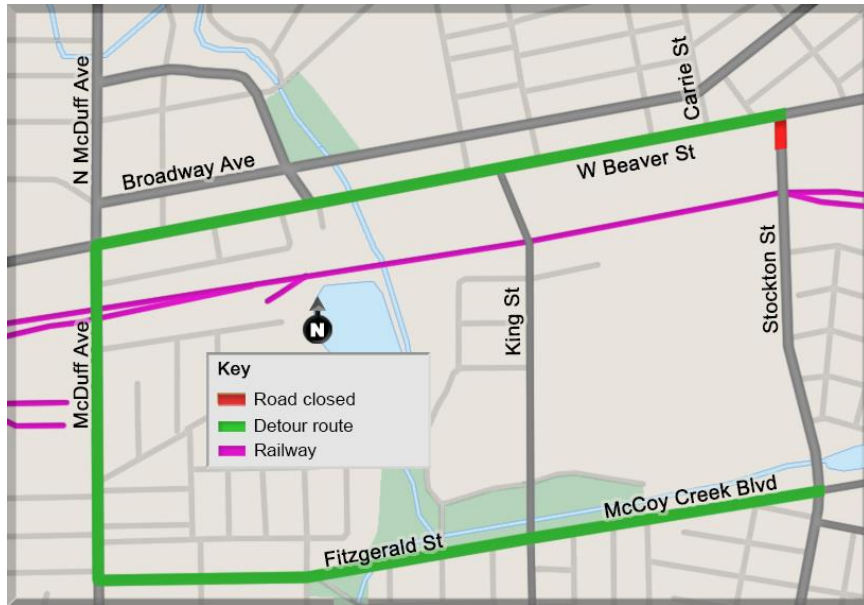 N McDuff Ave
Broadway Ave
Carrie St
W Beaver St
McDuff Ave
King St
Stockton St
N
Key
Road closed
Detour route
Railway
Fitzgerald St
McCoy Creek Blvd